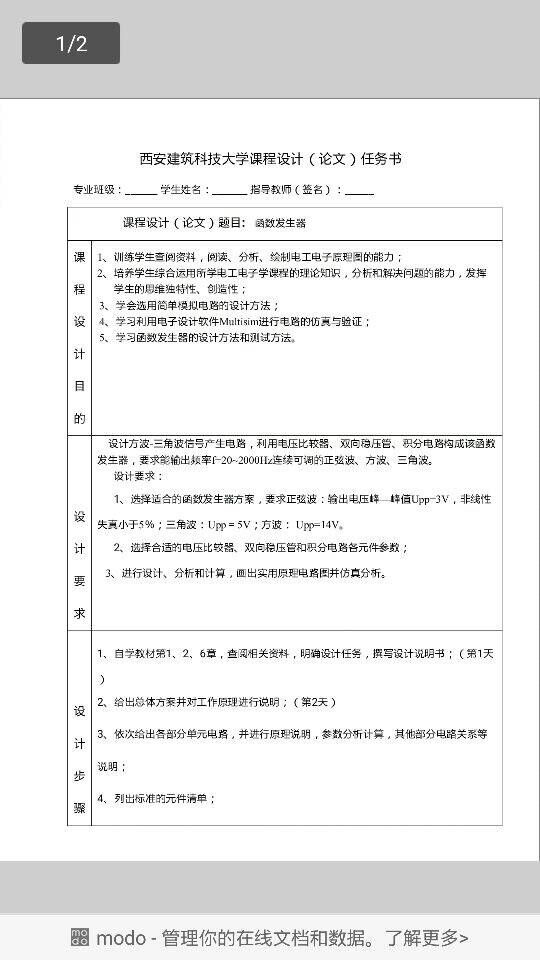 1/2
西安建筑科技大学课程设计（论文）任务书
专业班级：_____ 学生姓名：_____ 指导教师（签名）：_____
课程设计（论文）题目: 函数发生器
课程设计目的
1、训练学生查阅资料，阅读、分析、绘制电工电子原理图的能力；
2、培养学生综合运用所学电工电子学课程的理论知识，分析和解决问题的能力，发挥
学生的思维独特性、创造性；
3、学会选用简单模拟电路的设计方法；
4、学习利用电子设计软件Multisim进行电路的仿真与验证；
5、学习函数发生器的设计方法和测试方法。
设计要求
设计方波-三角波信号产生电路，利用电压比较器、双向稳压管、积分电路构成该函数
发生器，要求能输出频率f=20~2000Hz连续可调的正弦波、方波、三角波。
设计要求：
1、选择适合的函数发生器方案，要求正弦波：输出电压峰—峰值Upp=3V，非线性
失真小于5%；三角波：Upp = 5V；方波： Upp=14V。
2、选择合适的电压比较器、双向稳压管和积分电路各元件参数；
3、进行设计、分析和计算，画出实用原理电路图并仿真分析。
设计步骤
1、自学教材第1、2、6章，查阅相关资料，明确设计任务，撰写设计说明书；（第1天
）
2、给出总体方案并对工作原理进行说明；（第2天）
3、依次给出各部分单元电路，并进行原理说明，参数分析计算，其他部分电路关系等
说明；
4、列出标准的元件清单；
modo - 管理你的在线文档和数据。了解更多>